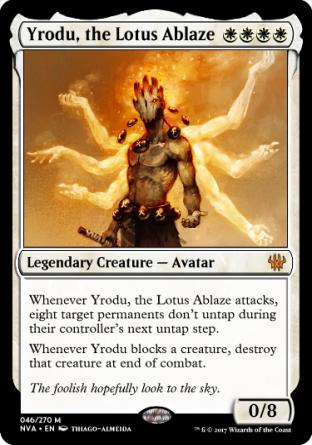 Yrodu, the Lotus Ablaze
Legendary Creature — Avatar
Whenever Yrodu, the Lotus Ablaze attacks,
eight target permanents don't untap during
their controller's next untap step.
Whenever Yrodu blocks a creature, destroy
that creature at end of combat.
The foolish hopefully look to the sky.
0/8
046/270 M
NVA • EN THIAGO-ALMEIDA
™ & © 2017 Wizards of the Coast